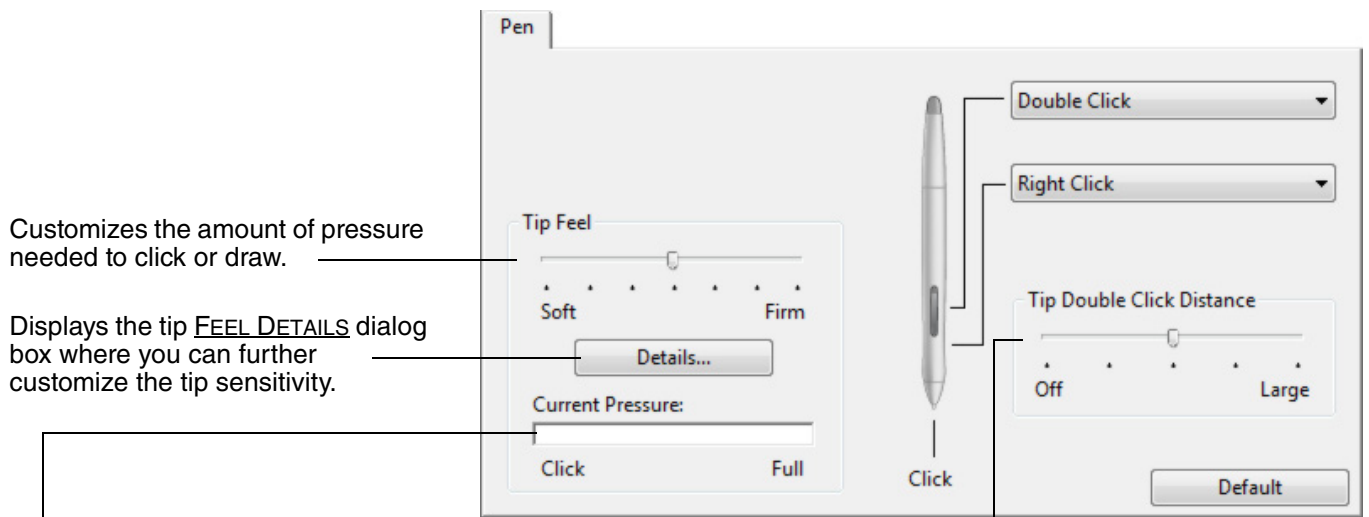 Pen
Double Click
Right Click
Customizes the amount of pressure
needed to click or draw.
Tip Feel
Soft Firm
Displays the tip FEEL DETAILS dialog
box where you can further
customize the tip sensitivity.
Details...
Current Pressure:
Click Full
Click
Tip Double Click Distance
Off Large
Default